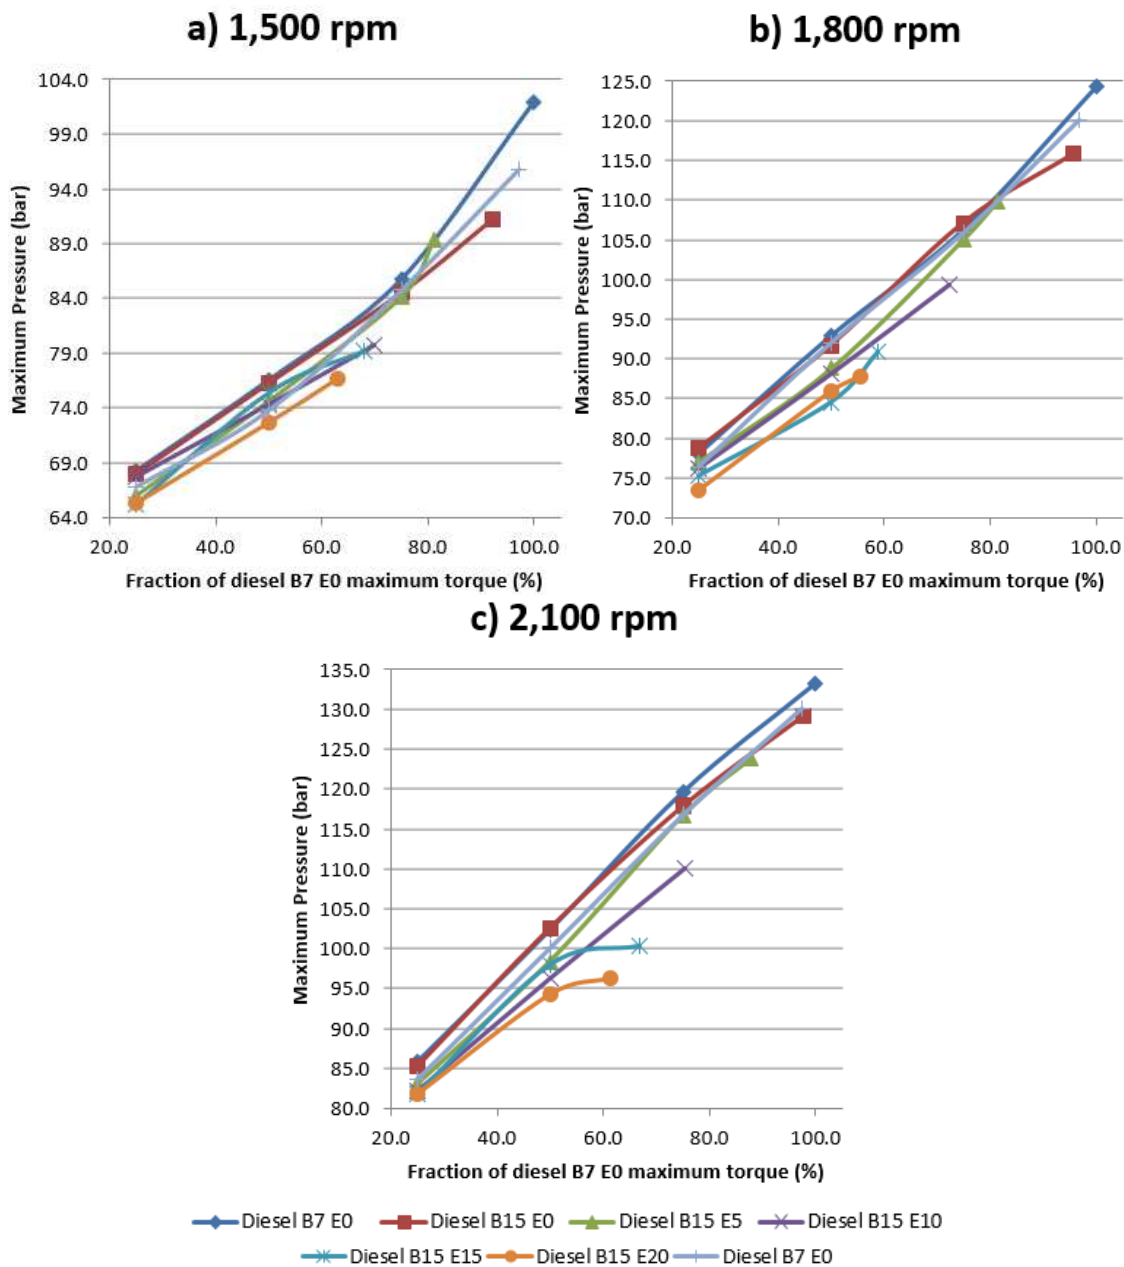 a) 1,500 rpm
104.0
99.0
94.0
89.0
84.0
79.0
74.0
69.0
64.0
Maximum Pressure (bar)
20.0 40.0 60.0 80.0 100.0
Fraction of diesel B7 E0 maximum torque (%)
b) 1,800 rpm
125.0
120.0
115.0
110.0
105.0
100.0
95.0
90.0
85.0
80.0
75.0
70.0
Maximum Pressure (bar)
20.0 40.0 60.0 80.0 100.0
Fraction of diesel B7 E0 maximum torque (%)
c) 2,100 rpm
135.0
130.0
125.0
120.0
115.0
110.0
105.0
100.0
95.0
90.0
85.0
80.0
Maximum Pressure (bar)
20.0 40.0 60.0 80.0 100.0
Fraction of diesel B7 E0 maximum torque (%)
Diesel B7 E0 Diesel B15 E0 Diesel B15 E5 Diesel B15 E10
Diesel B15 E15 Diesel B15 E20 Diesel B7 E0